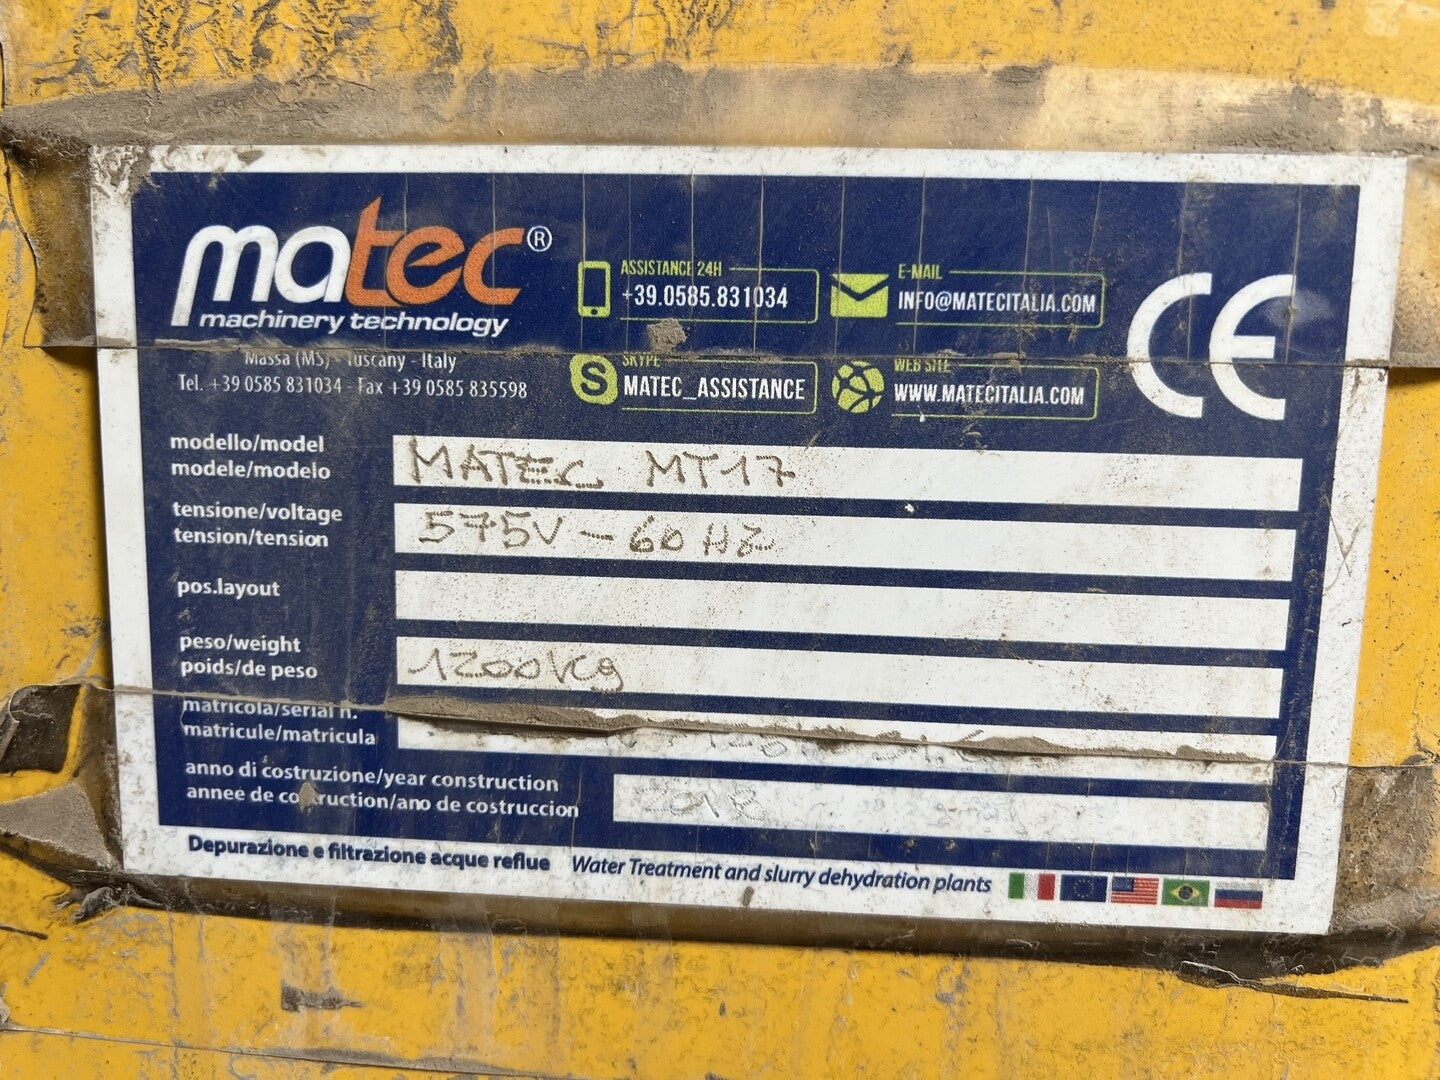 matec®
machinery technology
Massa (MS) - Tuscany - Italy
Tel. +39 0585 831034 - Fax +39 0585 835598
ASSISTANCE 24H
+39.0585.831034
E-MAIL
INFO@MATECITALIA.COM
SKYPE
MATEC_ASSISTANCE
WEB SITE
WWW.MATECITALIA.COM
CE
modello/model
modele/modelo
MATEC MT17
tensione/voltage
tension/tension
575V - 60 HZ
pos.layout
peso/weight
poids/de peso
1200Kg
matricola/serial n.
matricule/matricula
anno di costruzione/year construction
annee de construction/ano de costruccion
2018
Depurazione e filtrazione acque reflue Water Treatment and slurry dehydration plants